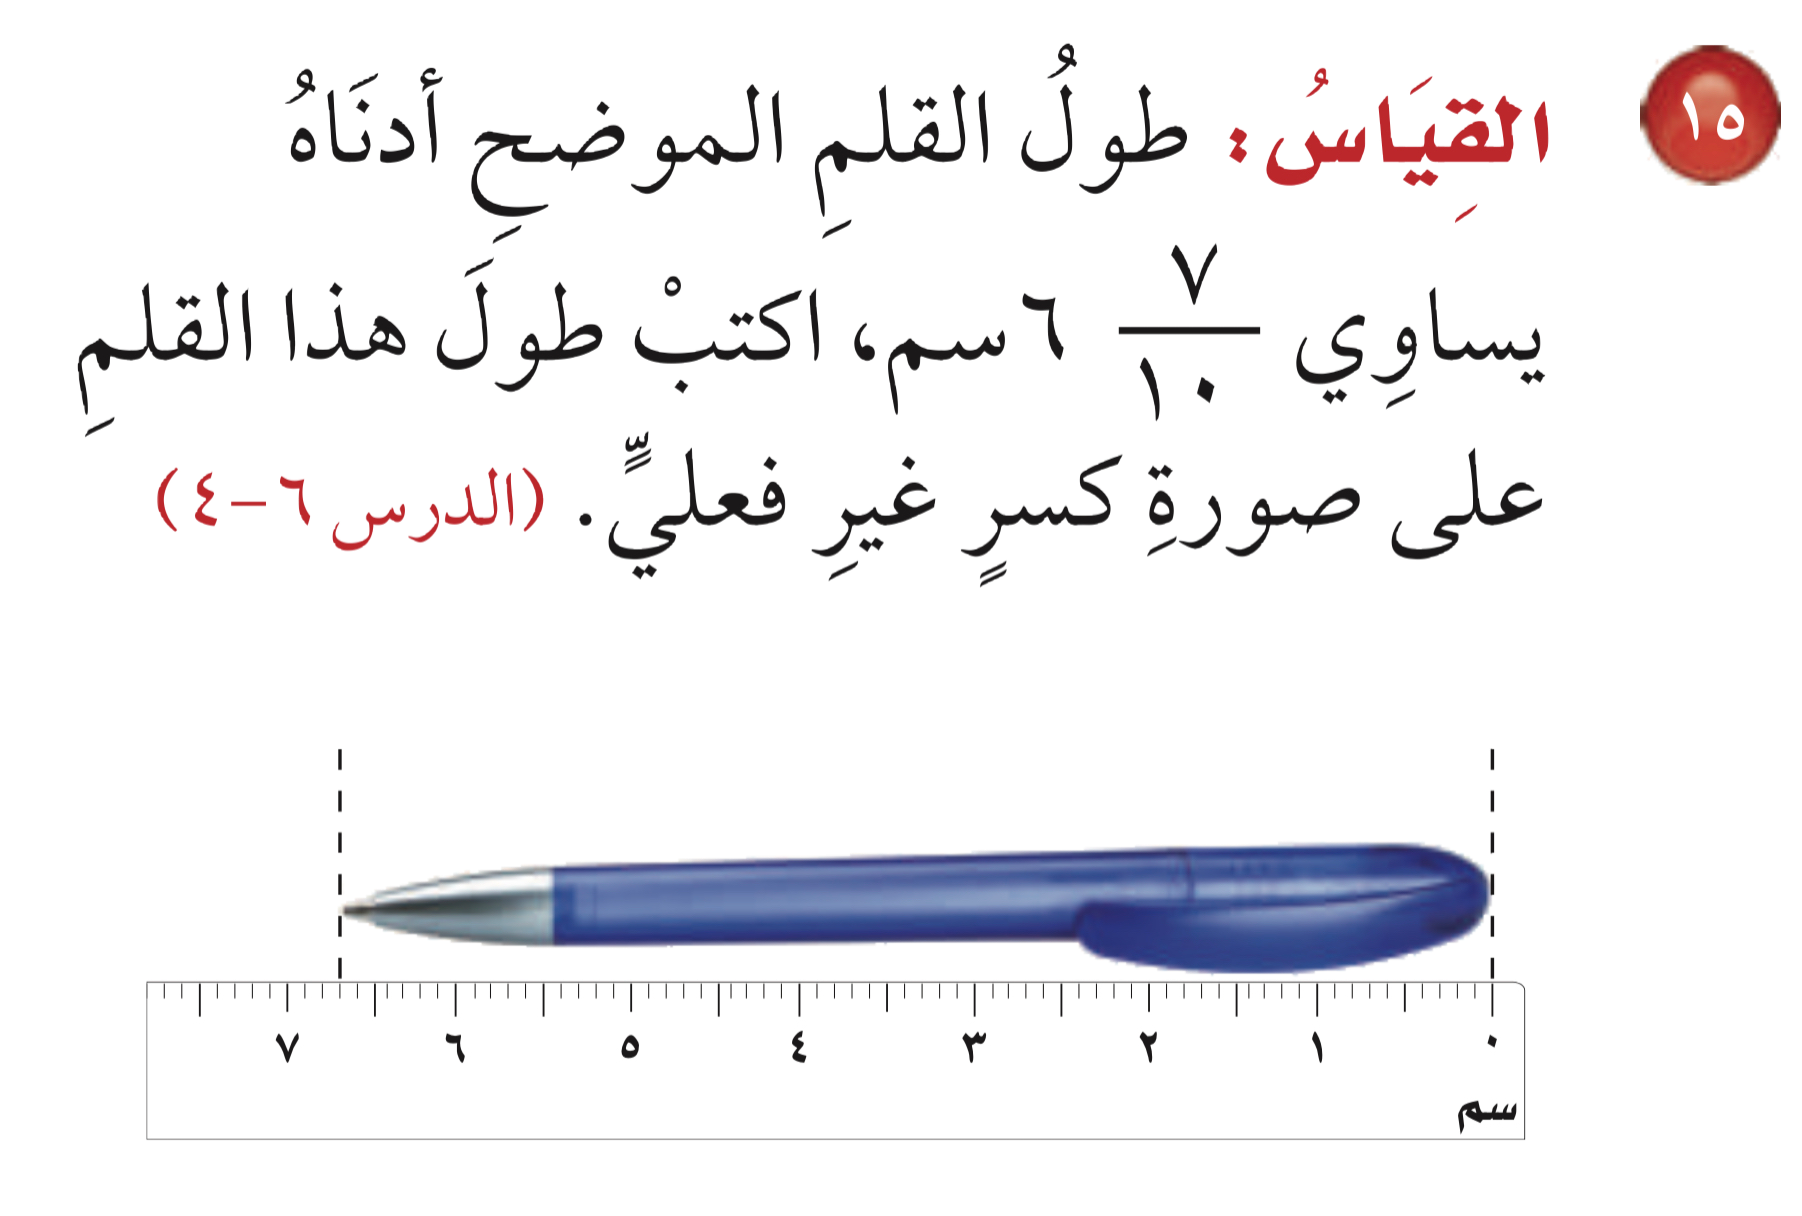 ١٥ القِيَاسُ: طولُ القلمِ الموضحِ أدنَاهُ
يساوِي ٧/١٠ ٦ سم، اكتبْ طولَ هذا القلمِ
على صورةِ كسرٍ غيرِ فعليٍّ. (الدرس ٦-٤)
٧ ٦ ٥ ٤ ٣ ٢ ١ ٠
سم